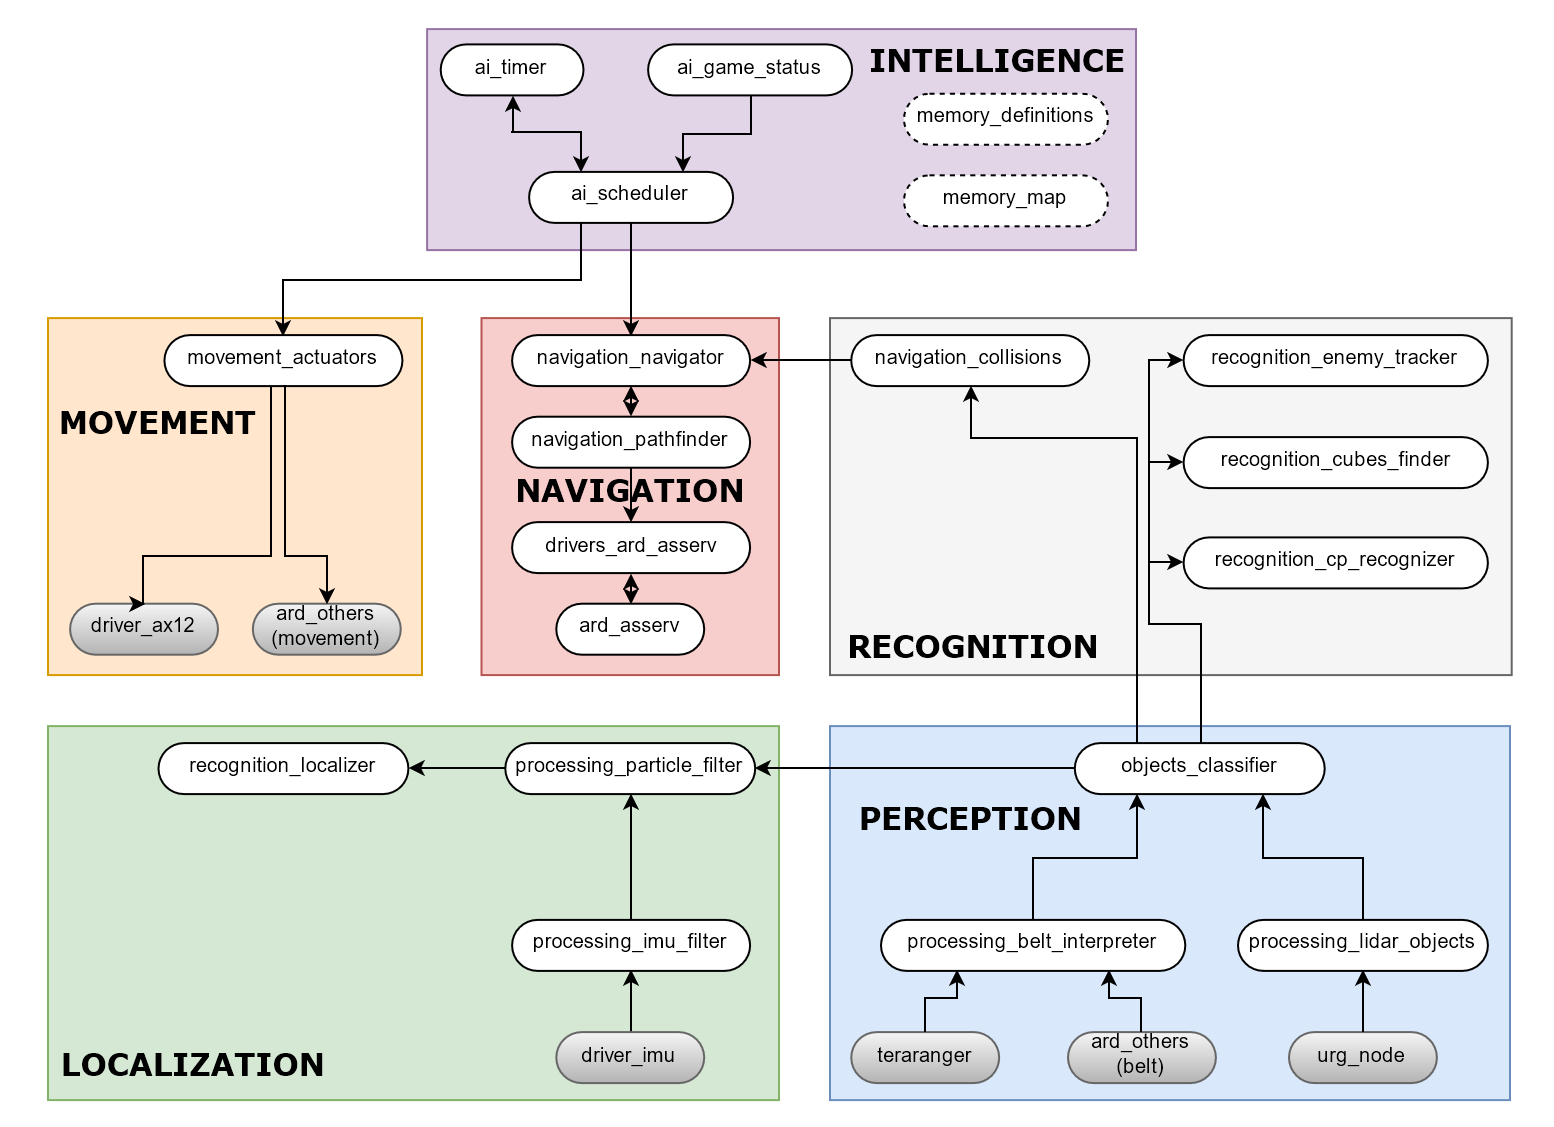 ai_timer
ai_game_status
INTELLIGENCE
memory_definitions
ai_scheduler
memory_map
movement_actuators
MOVEMENT
driver_ax12
ard_others
(movement)
navigation_navigator
navigation_pathfinder
NAVIGATION
drivers_ard_asserv
ard_asserv
navigation_collisions
recognition_enemy_tracker
recognition_cubes_finder
recognition_cp_recognizer
RECOGNITION
recognition_localizer
processing_particle_filter
processing_imu_filter
driver_imu
LOCALIZATION
objects_classifier
PERCEPTION
processing_belt_interpreter
processing_lidar_objects
teraranger
ard_others
(belt)
urg_node